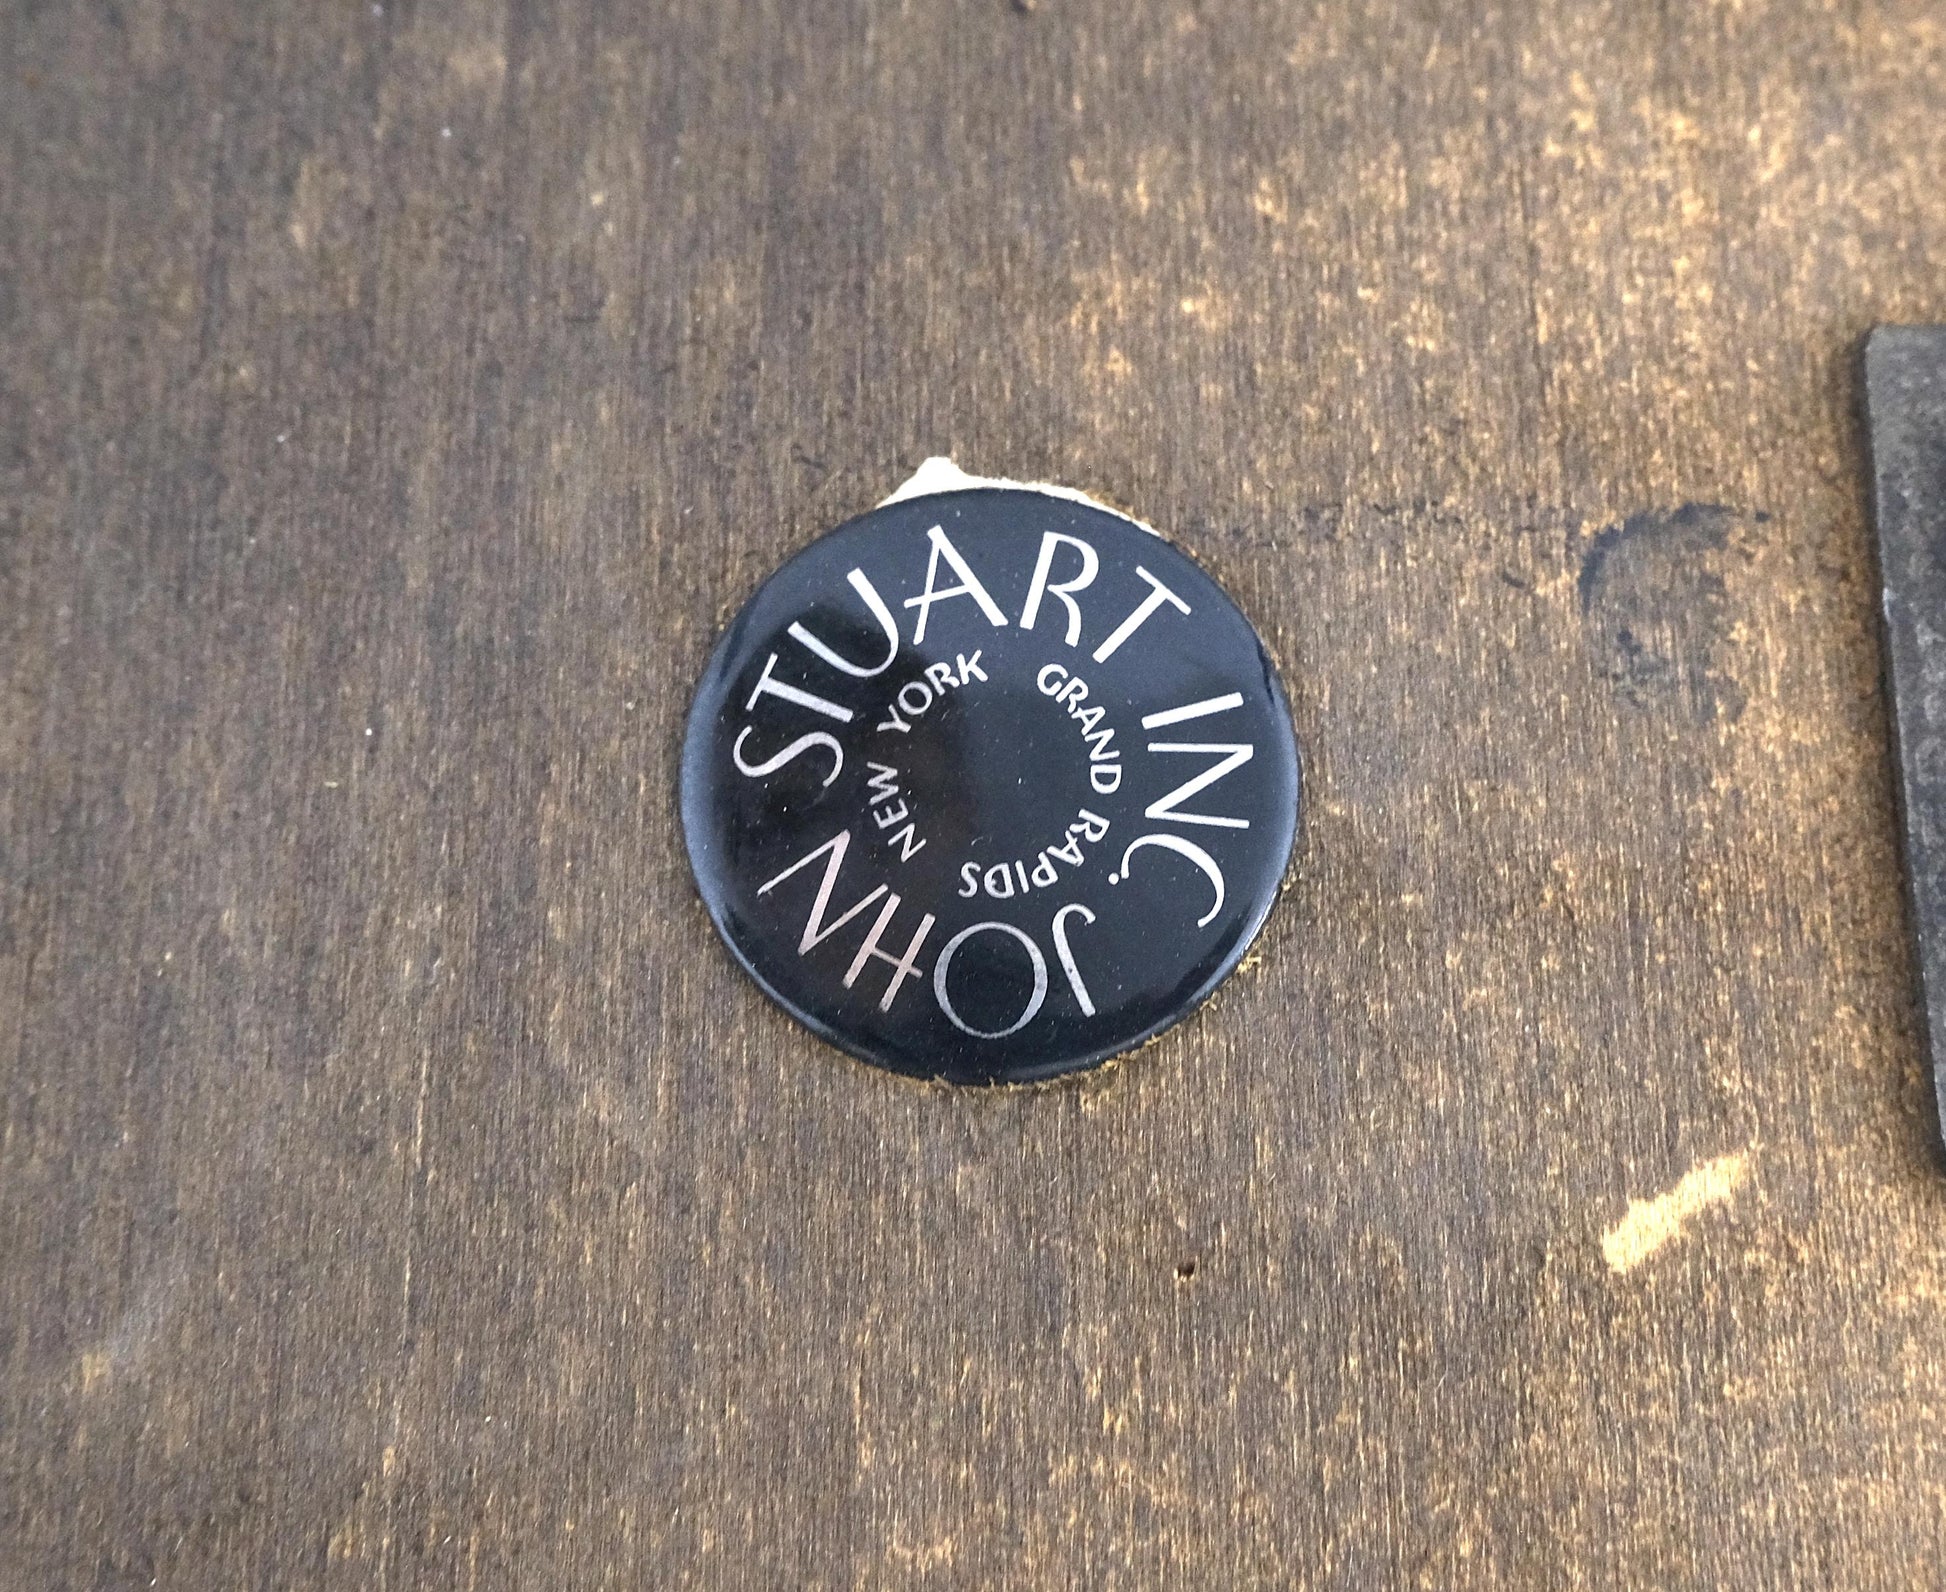 JOHN STUART INC.
NEW YORK GRAND RAPIDS